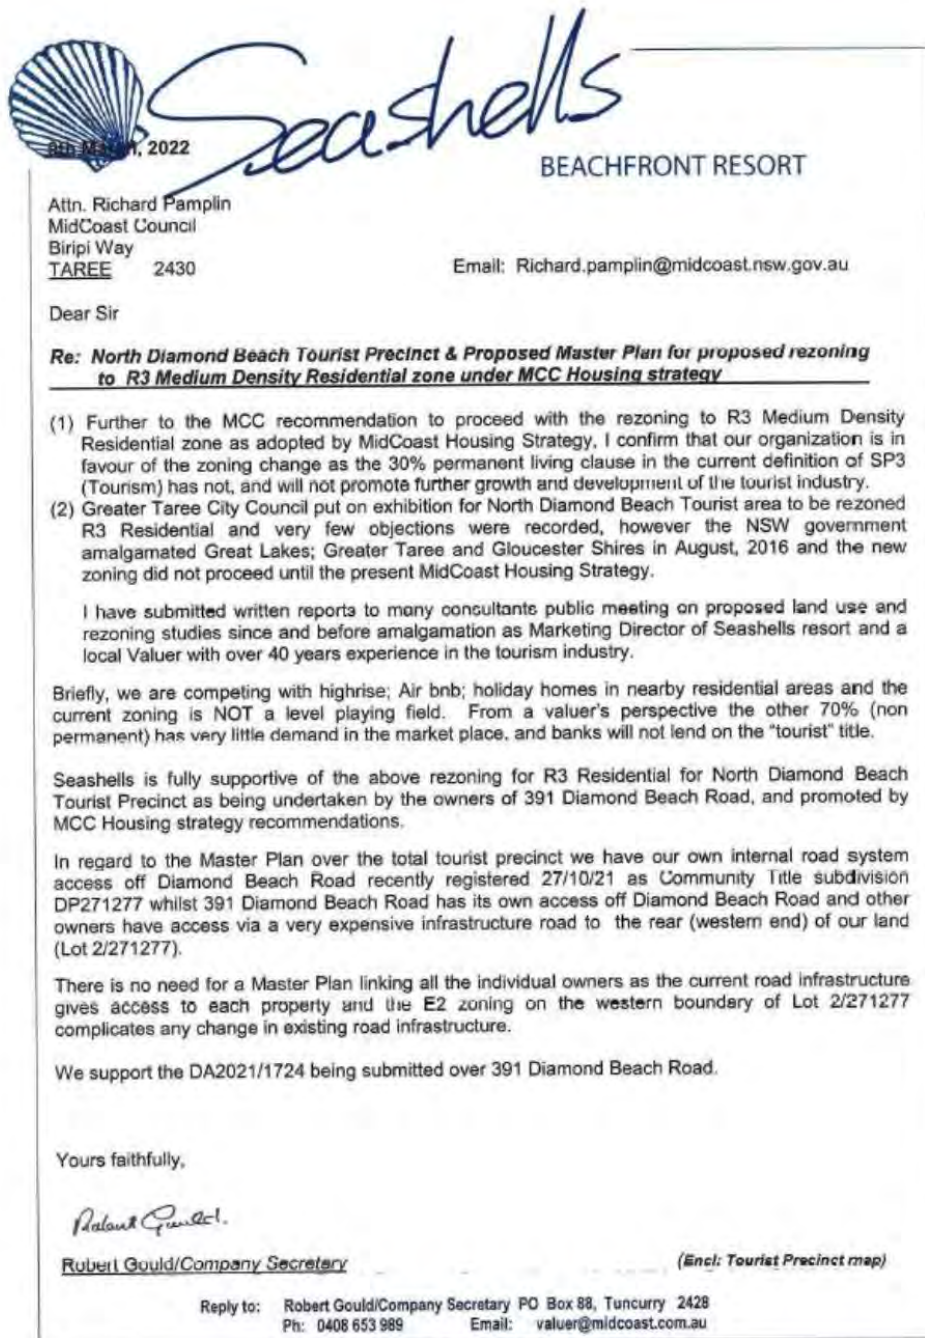 Seashells
BEACHFRONT RESORT
March, 2022
Attn. Richard Pamplin
MidCoast Council
Biripi Way
TAREE 2430
Email: Richard.pamplin@midcoast.nsw.gov.au
Dear Sir
Re: North Diamond Beach Tourist Precinct & Proposed Master Plan for proposed rezoning
to R3 Medium Density Residential zone under MCC Housing strategy
(1) Further to the MCC recommendation to proceed with the rezoning to R3 Medium Density
Residential zone as adopted by MidCoast Housing Strategy, I confirm that our organization is in
favour of the zoning change as the 30% permanent living clause in the current definition of SP3
(Tourism) has not, and will not promote further growth and development of the tourist industry.
(2) Greater Taree City Council put on exhibition for North Diamond Beach Tourist area to be rezoned
R3 Residential and very few objections were recorded, however the NSW government
amalgamated Great Lakes; Greater Taree and Gloucester Shires in August, 2016 and the new
zoning did not proceed until the present MidCoast Housing Strategy.
I have submitted written reports to many consultants public meeting on proposed land use and
rezoning studies since and before amalgamation as Marketing Director of Seashells resort and a
local Valuer with over 40 years experience in the tourism industry.
Briefly, we are competing with highrise; Air bnb; holiday homes in nearby residential areas and the
current zoning is NOT a level playing field. From a valuer's perspective the other 70% (non
permanent) has very little demand in the market place, and banks will not lend on the "tourist" title.
Seashells is fully supportive of the above rezoning for R3 Residential for North Diamond Beach
Tourist Precinct as being undertaken by the owners of 391 Diamond Beach Road, and promoted by
MCC Housing strategy recommendations.
In regard to the Master Plan over the total tourist precinct we have our own internal road system
access off Diamond Beach Road recently registered 27/10/21 as Community Title subdivision
DP271277 whilst 391 Diamond Beach Road has its own access off Diamond Beach Road and other
owners have access via a very expensive infrastructure road to the rear (western end) of our land
(Lot 2/271277).
There is no need for a Master Plan linking all the individual owners as the current road infrastructure
gives access to each property and the E2 zoning on the western boundary of Lot 2/271277
complicates any change in existing road infrastructure.
We support the DA2021/1724 being submitted over 391 Diamond Beach Road.
Yours faithfully,
Robert Gould.
Robert Gould/Company Secretary
(Encl: Tourist Precinct map)
Reply to: Robert Gould/Company Secretary PO Box 88, Tuncurry 2428
Ph: 0408 653 989 Email: valuer@midcoast.com.au